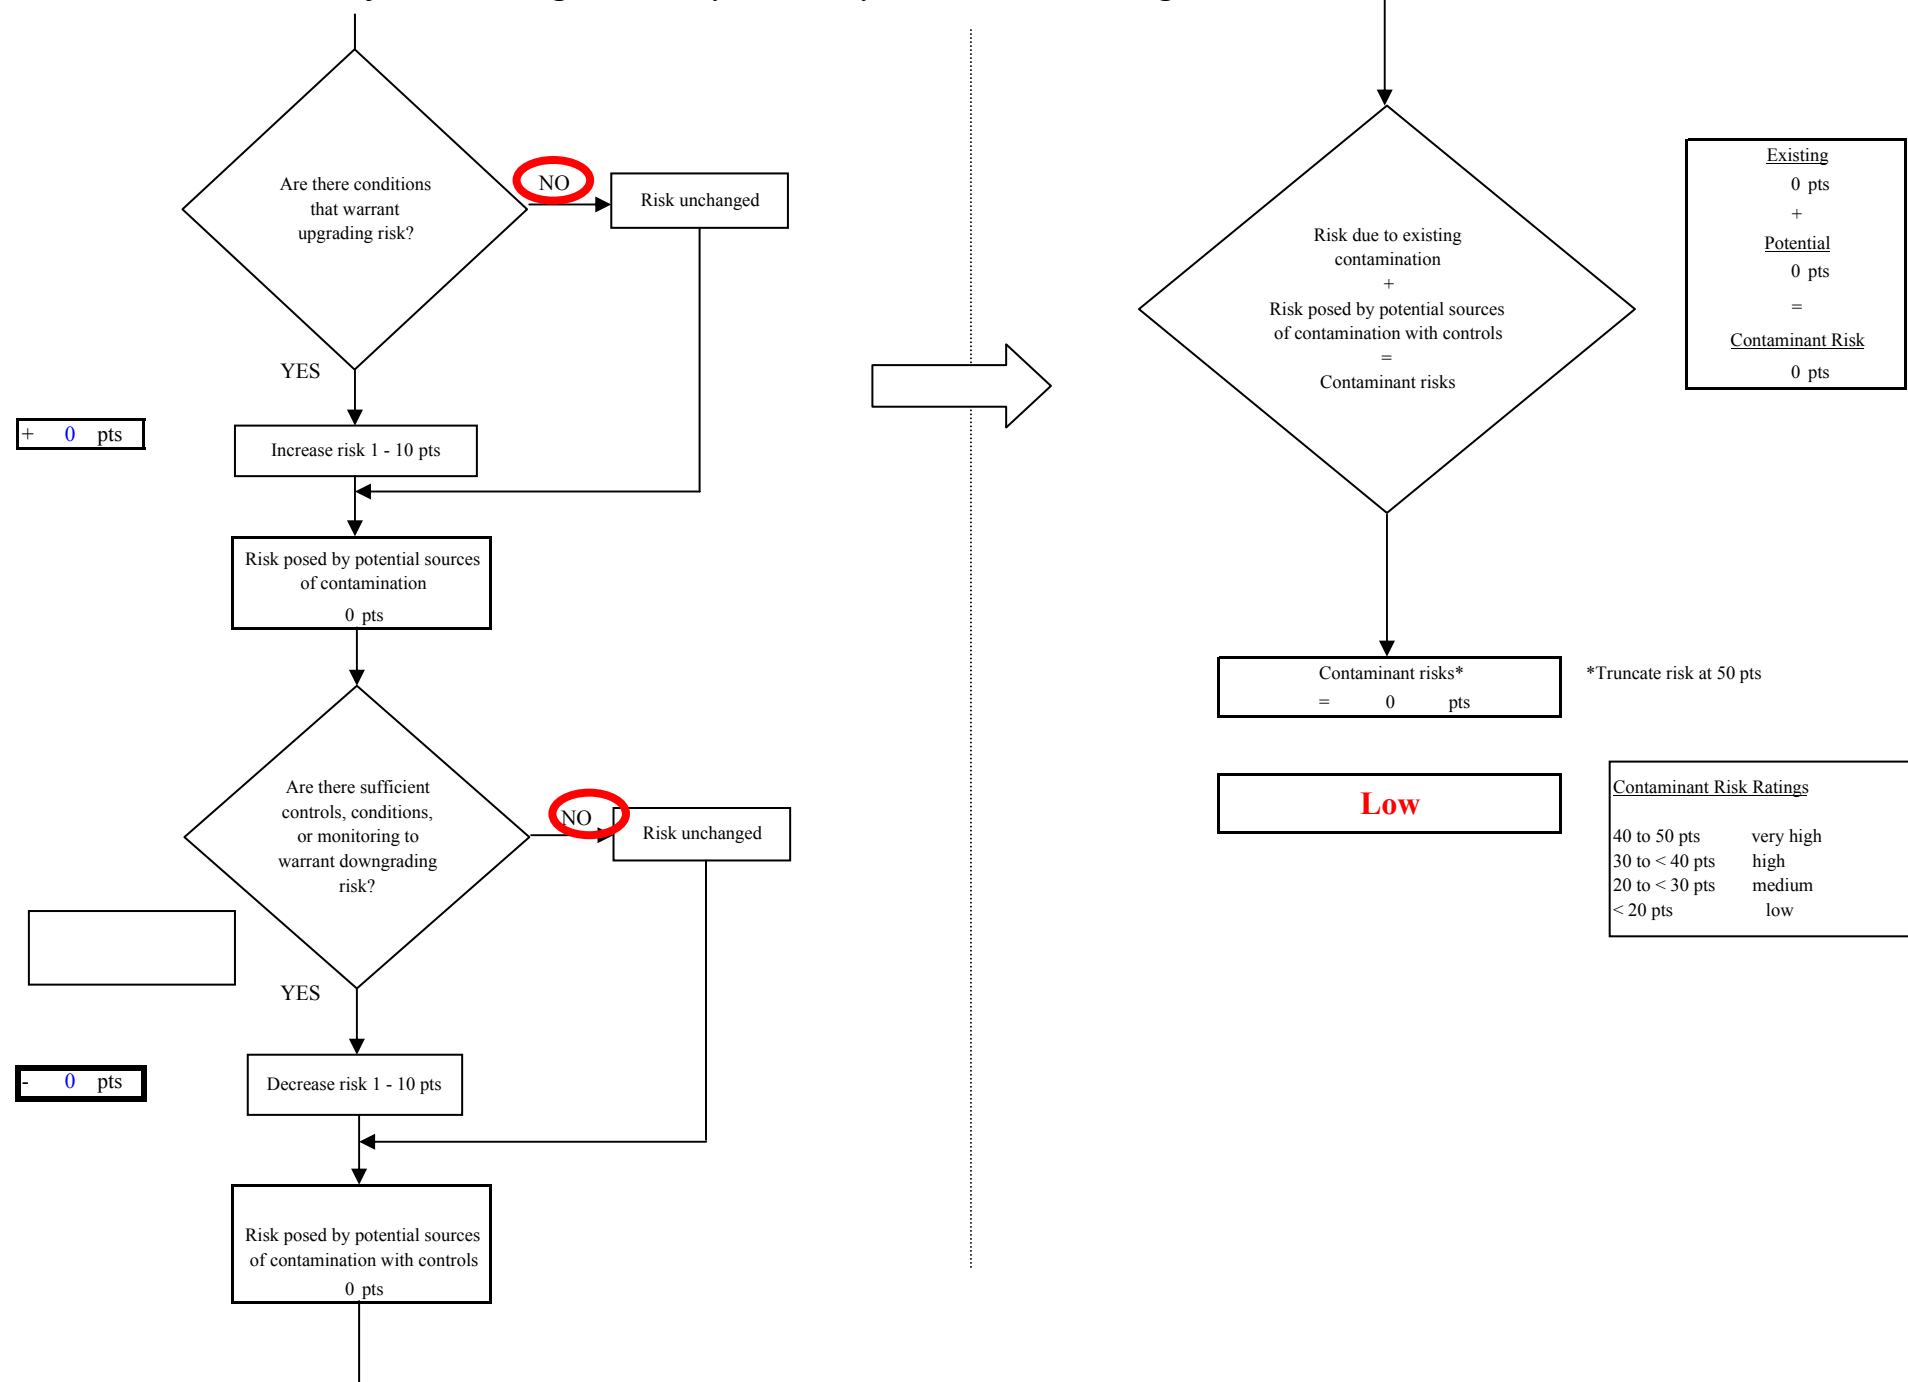 Are there conditions
that warrant
upgrading risk?
NO
Risk unchanged
YES
+ 0 pts
Increase risk 1 - 10 pts
Risk posed by potential sources
of contamination
0 pts
Are there sufficient
controls, conditions,
or monitoring to
warrant downgrading
risk?
NO
Risk unchanged
YES
- 0 pts
Decrease risk 1 - 10 pts
Risk posed by potential sources
of contamination with controls
0 pts
Risk due to existing
contamination
+
Risk posed by potential sources
of contamination with controls
=
Contaminant risks
Existing
0 pts
+
Potential
0 pts
=
Contaminant Risk
0 pts
Contaminant risks*
= 0 pts
*Truncate risk at 50 pts
Low
Contaminant Risk Ratings
40 to 50 pts very high
30 to < 40 pts high
20 to < 30 pts medium
< 20 pts low